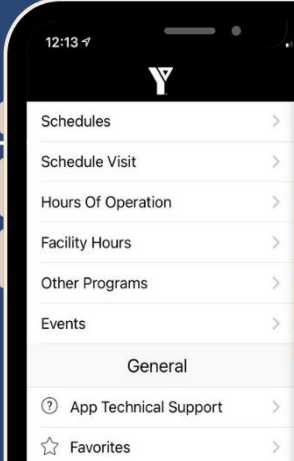 12:13
Y
Schedules
Schedule Visit
Hours Of Operation
Facility Hours
Other Programs
Events
General
App Technical Support
Favorites